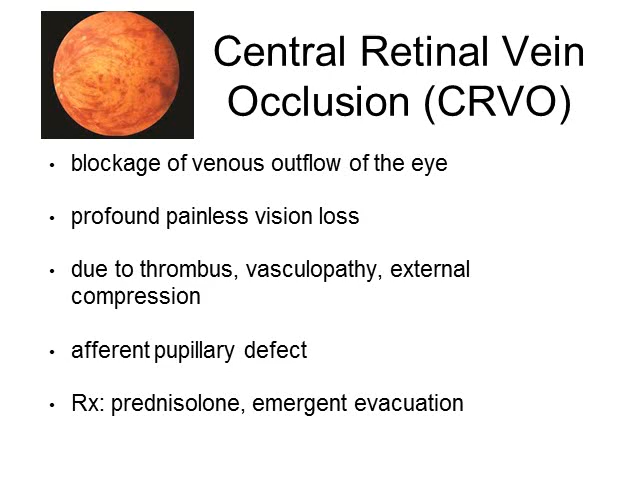 Central Retinal Vein
Occlusion (CRVO)
• blockage of venous outflow of the eye
• profound painless vision loss
• due to thrombus, vasculopathy, external
compression
• afferent pupillary defect
• Rx: prednisolone, emergent evacuation